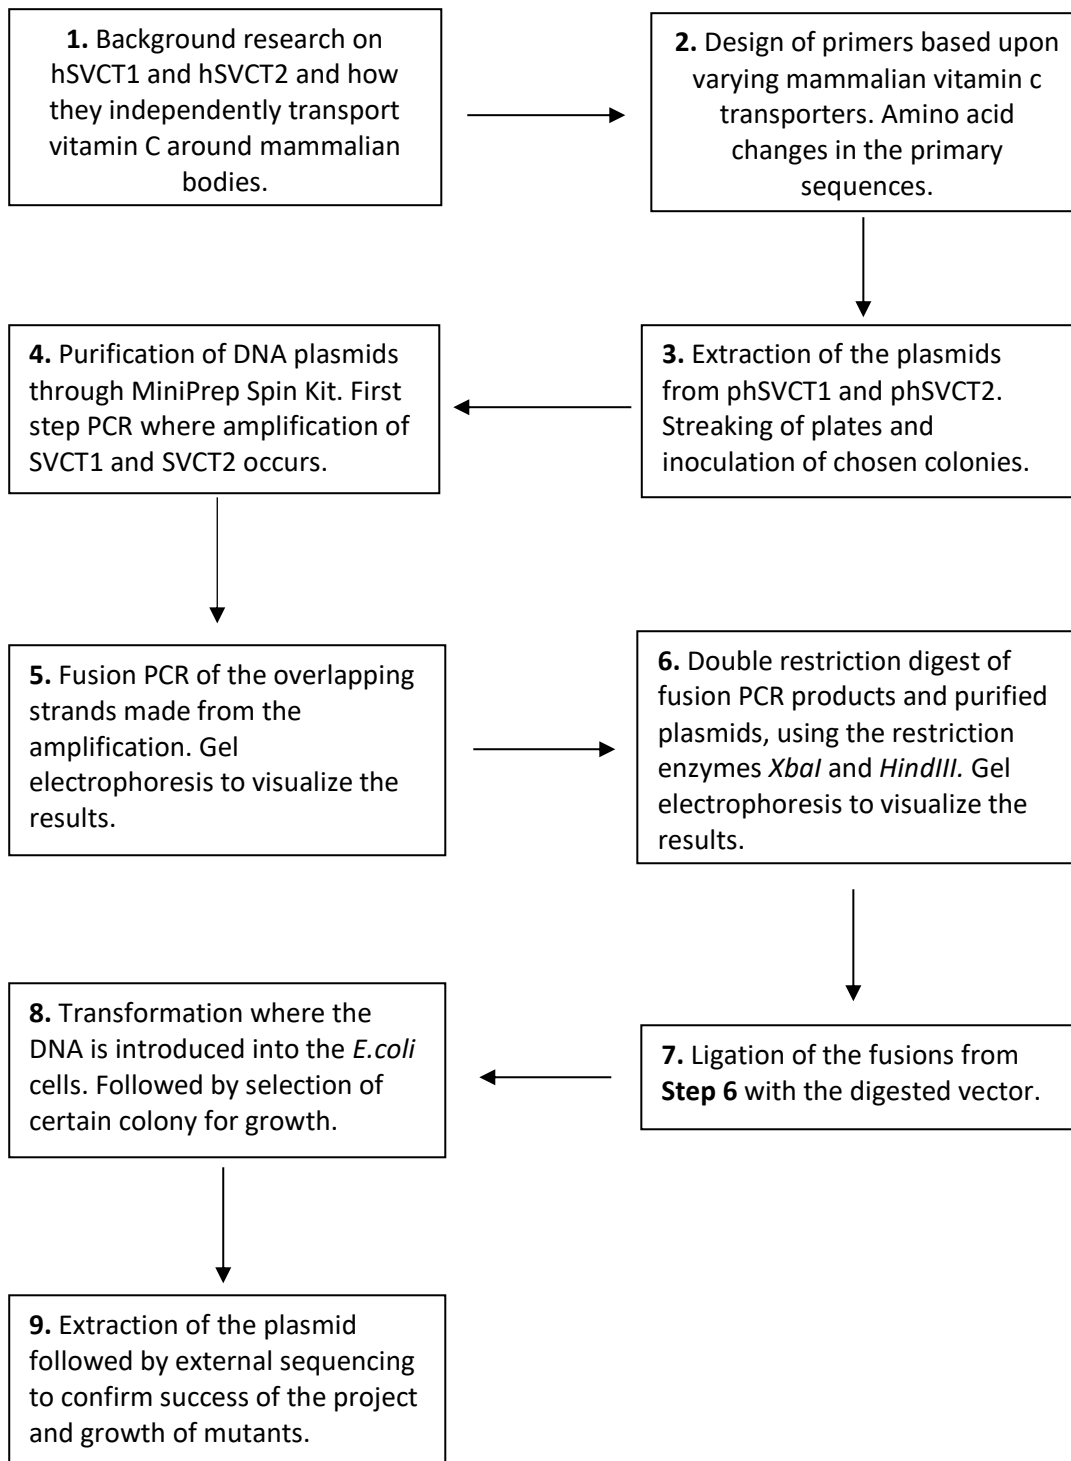 1. Background research on
hSVCT1 and hSVCT2 and how
they independently transport
vitamin C around mammalian
bodies.
2. Design of primers based upon
varying mammalian vitamin c
transporters. Amino acid
changes in the primary
sequences.
3. Extraction of the plasmids
from phSVCT1 and phSVCT2.
Streaking of plates and
inoculation of chosen colonies.
4. Purification of DNA plasmids
through MiniPrep Spin Kit. First
step PCR where amplification of
SVCT1 and SVCT2 occurs.
5. Fusion PCR of the overlapping
strands made from the
amplification. Gel
electrophoresis to visualize the
results.
6. Double restriction digest of
fusion PCR products and purified
plasmids, using the restriction
enzymes XbaI and HindIII. Gel
electrophoresis to visualize the
results.
7. Ligation of the fusions from
Step 6 with the digested vector.
8. Transformation where the
DNA is introduced into the E.coli
cells. Followed by selection of
certain colony for growth.
9. Extraction of the plasmid
followed by external sequencing
to confirm success of the project
and growth of mutants.